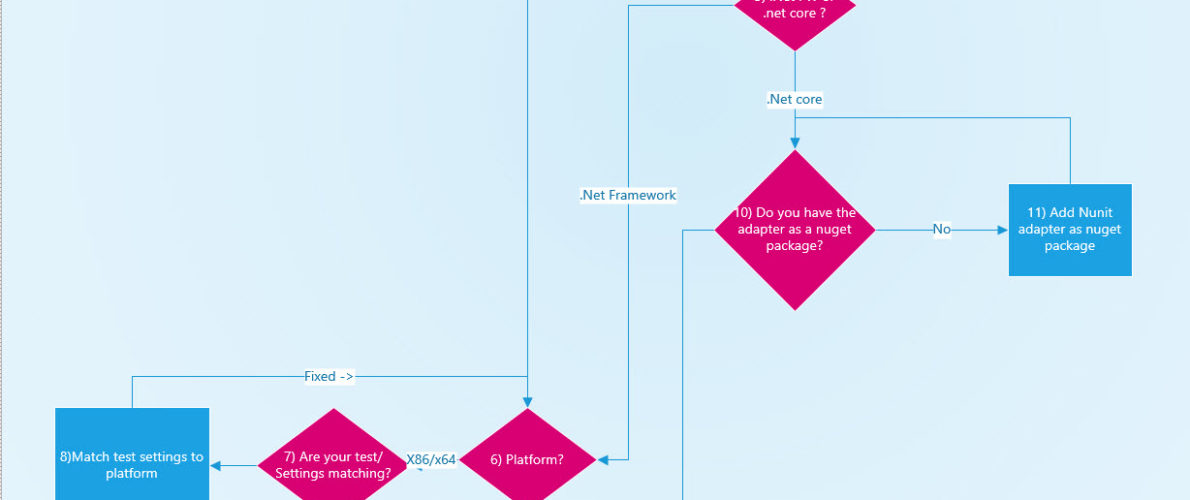 .net core ?
.Net core
.Net Framework
10) Do you have the
adapter as a nuget
package?
No
11) Add Nunit
adapter as nuget
package
Fixed ->
8)Match test settings to
platform
7) Are your test/
Settings matching?
X86/x64
6) Platform?